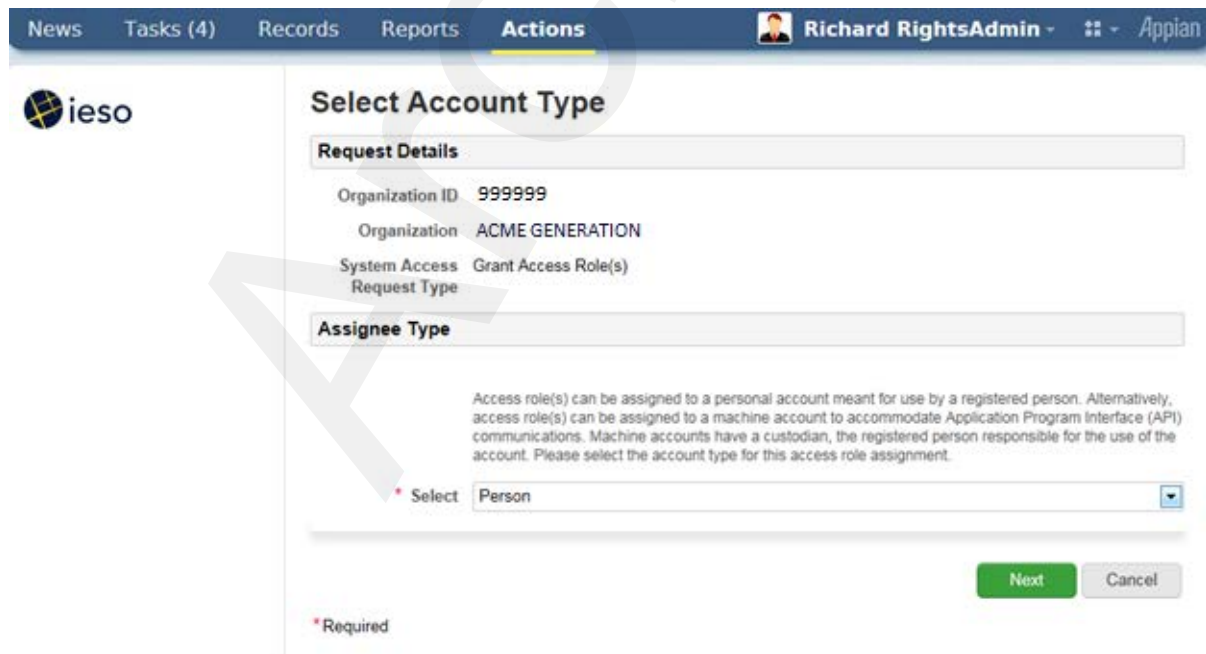 News Tasks (4) Records Reports Actions Richard RightsAdmin Appian
ieso
Select Account Type
Request Details
Organization ID 999999
Organization ACME GENERATION
System Access Grant Access Role(s)
Request Type
Assignee Type
Access role(s) can be assigned to a personal account meant for use by a registered person. Alternatively,
access role(s) can be assigned to a machine account to accommodate Application Program Interface (API)
communications. Machine accounts have a custodian, the registered person responsible for the use of the
account. Please select the account type for this access role assignment.
* Select Person
Next Cancel
*Required